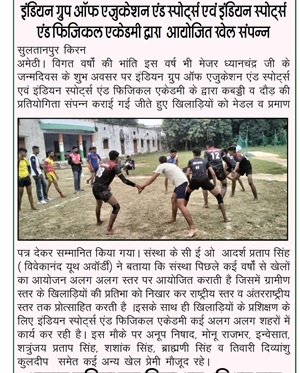 इंडियन ग्रुप ऑफ एजुकेशन एंड स्पोर्ट्स एवं इंडियन स्पोर्ट्स
एंड फिजिकल एकेडमी द्वारा आयोजित खेल संपन्न
सुलतानपुर किरन
अमेठी। विगत वर्षो की भांति इस वर्ष भी मेजर ध्यानचंद्र जी के
जन्मदिवस के शुभ अवसर पर इंडियन ग्रुप ऑफ एजुकेशन एंड स्पोर्ट्स
एवं इंडियन स्पोर्ट्स एंड फिजिकल एकेडमी के द्वारा कबड्डी व दौड़ की
प्रतियोगिता संपन्न कराई गई जीते हुए खिलाड़ियों को मेडल व प्रमाण
पत्र देकर सम्मानित किया गया। संस्था के सी ई ओ आदर्श प्रताप सिंह
( विवेकानंद यूथ अवॉर्डी ) ने बताया कि संस्था पिछले कई वर्षो से खेलों
का आयोजन अलग अलग स्तर पर आयोजित कराती है जिसमें ग्रामीण
स्तर के खिलाड़ियों की प्रतिभा को निखार कर राष्ट्रीय स्तर व अंतरराष्ट्रीय
स्तर तक प्रोत्साहित करती है ।इसके साथ ही खिलाड़ियों के प्रशिक्षण के
लिए इंडियन स्पोर्ट्स एंड फिजिकल एकेडमी कई अलग अलग शहरों में
कार्य कर रही है। इस मौके पर अनूप निषाद, मोनू राजभर, इन्वेसात,
शत्रुंजय प्रताप सिंह, शशांक सिंह, ब्राह्मणी सिंह व तिवारी दिव्यांशु
कुलदीप समेत कई अन्य खेल प्रेमी मौजूद रहे।